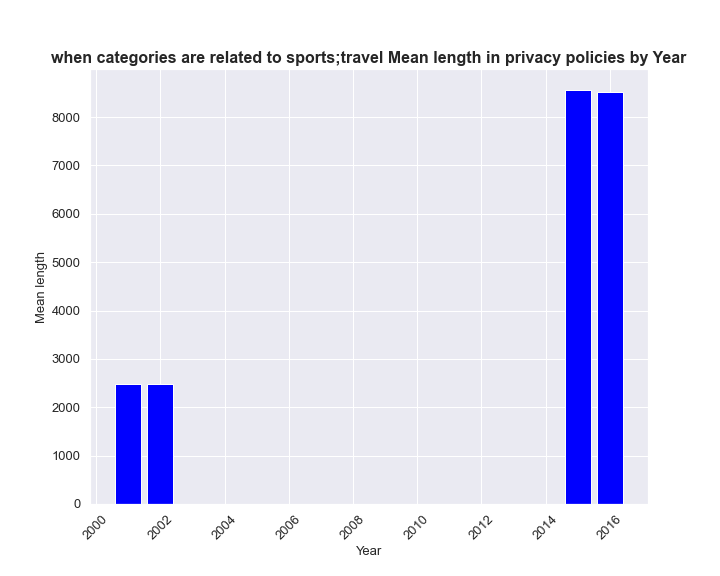 when categories are related to sports;travel Mean length in privacy policies by Year
8000
7000
6000
5000
4000
3000
2000
1000
0
Mean length
2000 2002 2004 2006 2008 2010 2012 2014 2016
Year